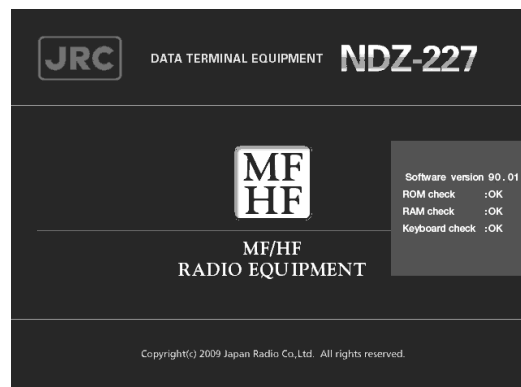 JRC
DATA TERMINAL EQUIPMENT NDZ-227
MF
HF
MF/HF
RADIO EQUIPMENT
Software version 90.01
ROM check :OK
RAM check :OK
Keyboard check :OK
Copyright(c) 2009 Japan Radio Co,Ltd. All rights reserved.